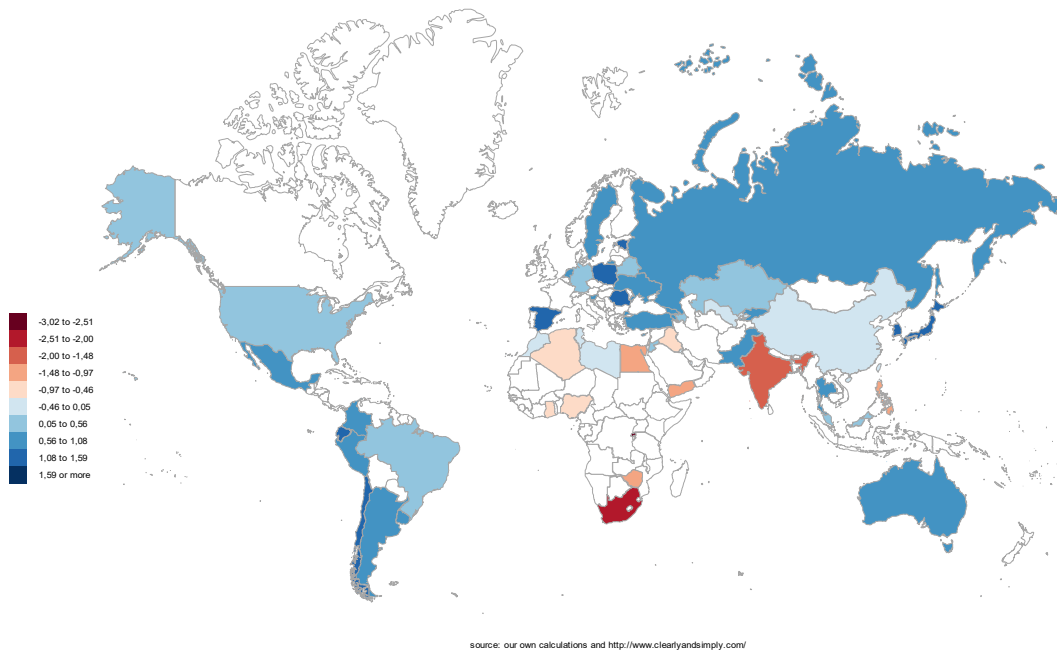 -3,02 to -2,51
-2,51 to -2,00
-2,00 to -1,48
-1,48 to -0,97
-0,97 to -0,46
-0,46 to 0,05
0,05 to 0,56
0,56 to 1,08
1,08 to 1,59
1,59 or more
source: our own calculations and http://www.clearlyandsimply.com/